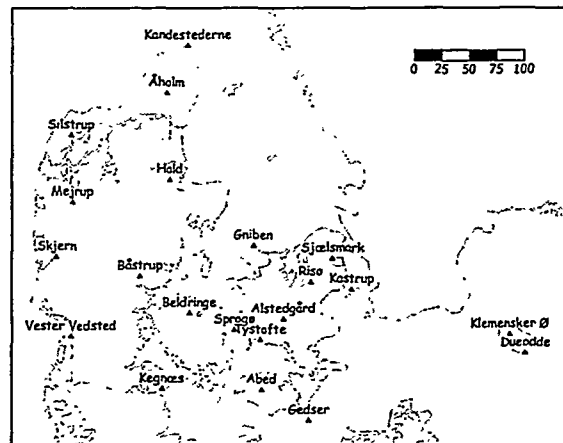 Kandestederne
0 25 50 75 100
Åholm
Silstrup
Hald
Mejrup
Gniben
Skjern
Sjælsmark
Båstrup
Risø
Kastrup
Beldringe
Alstedgård
Sprogø
Tystofte
Vester Vedsted
Klemensker Ø
Dueodde
Kegnæs
Abed
Gedser